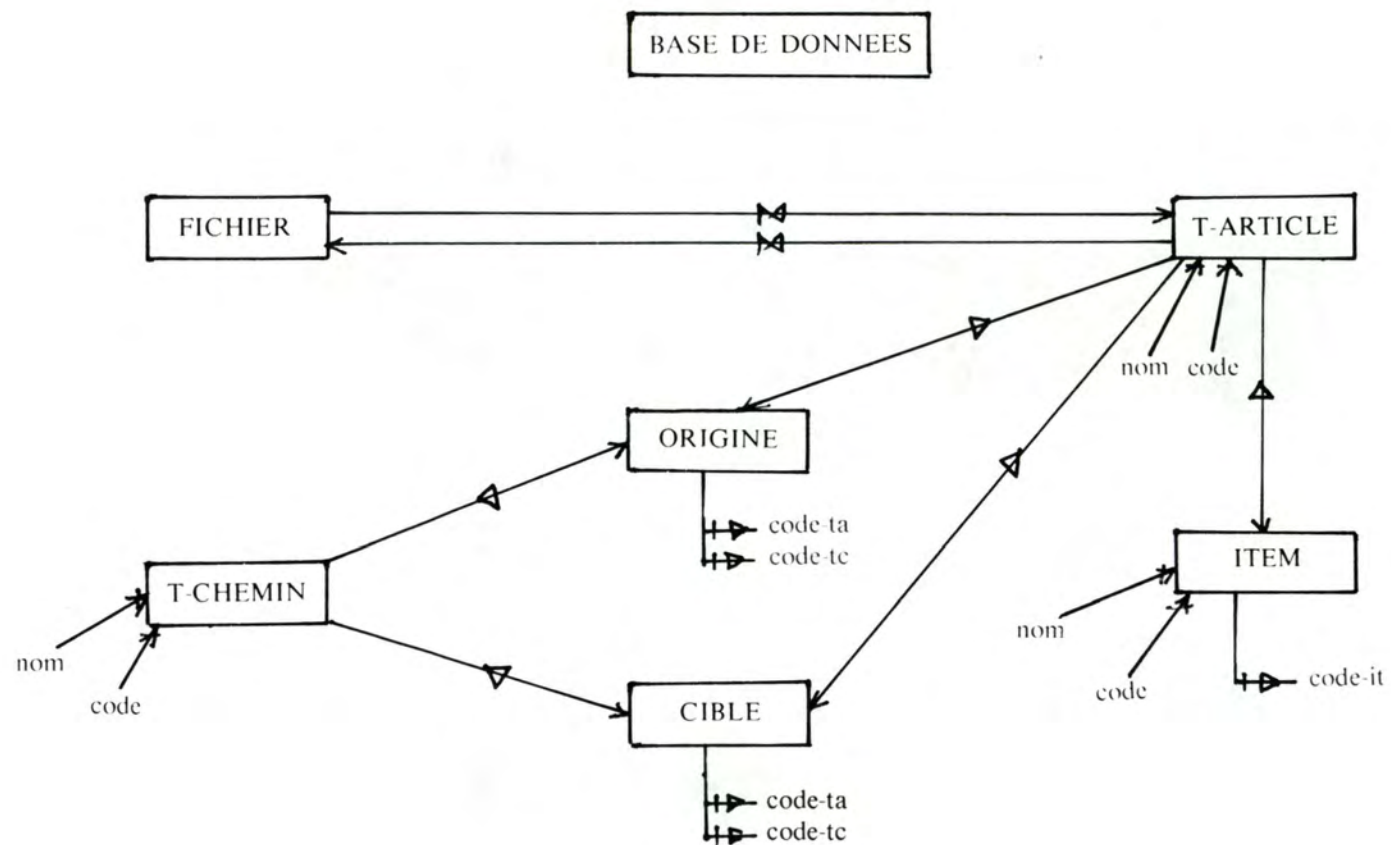 BASE DE DONNEES
FICHIER
T-ARTICLE
nom code
ORIGINE
code-ta
code-tc
ITEM
T-CHEMIN
nom
code
nom
code
code-it
CIBLE
code-ta
code-tc